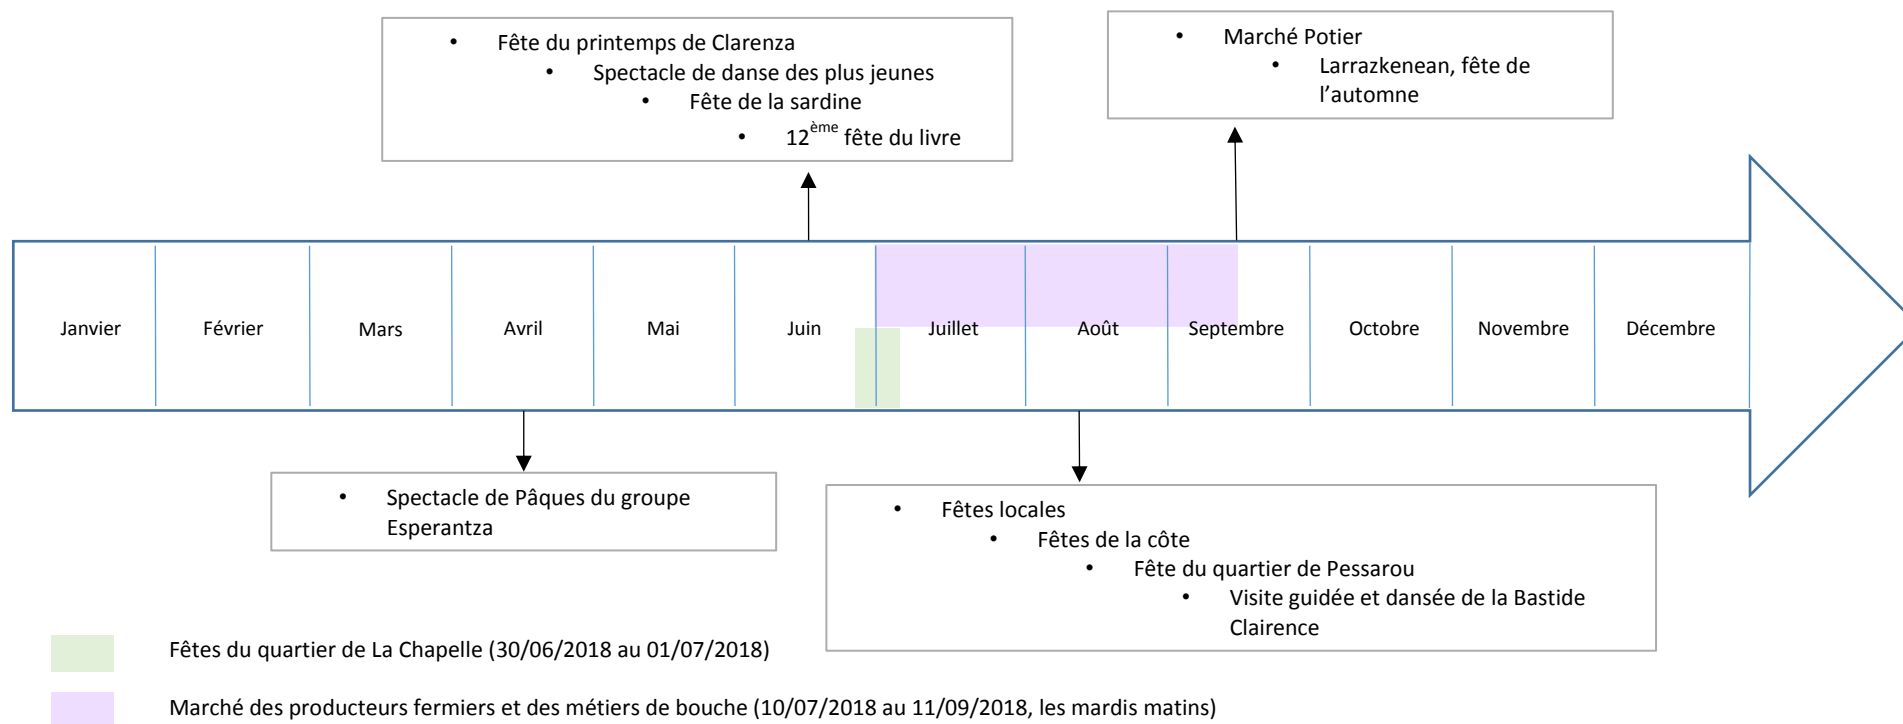 • Fête du printemps de Clarenza
• Spectacle de danse des plus jeunes
• Fête de la sardine
• 12ème fête du livre
• Marché Potier
• Larrazkenean, fête de
l’automne
Janvier
Février
Mars
Avril
Mai
Juin
Juillet
Août
Septembre
Octobre
Novembre
Décembre
• Spectacle de Pâques du groupe
Esperantza
• Fêtes locales
• Fêtes de la côte
• Fête du quartier de Pessarou
• Visite guidée et dansée de la Bastide
Clairence
Fêtes du quartier de La Chapelle (30/06/2018 au 01/07/2018)
Marché des producteurs fermiers et des métiers de bouche (10/07/2018 au 11/09/2018, les mardis matins)